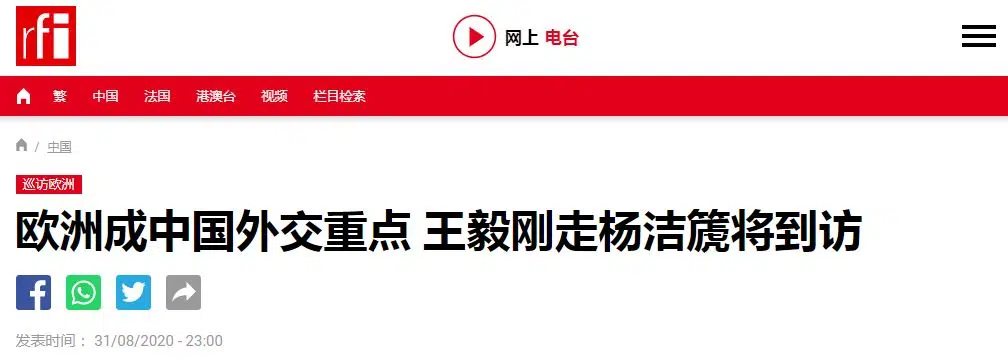 rfi
网上 电台
繁 中国 法国 港澳台 视频 栏目检索
/ 中国
巡访欧洲
欧洲成中国外交重点 王毅刚走杨洁篪将到访
发表时间： 31/08/2020 - 23:00